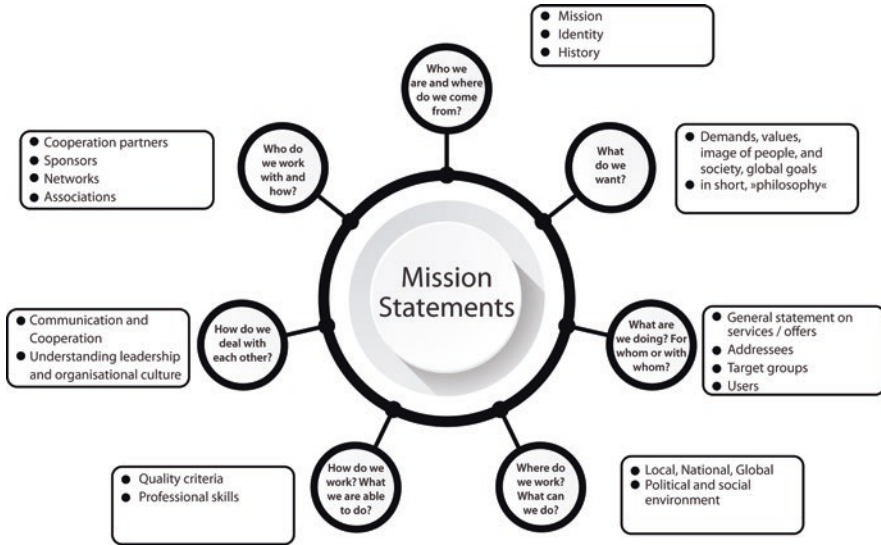 Mission
Statements
Who we
are and where
do we come
from?
● Mission
● Identity
● History
What
do we
want?
● Demands, values,
image of people, and
society, global goals
● in short, »philosophy«
What are
we doing? For
whom or with
whom?
● General statement on
services / offers
● Addressees
● Target groups
● Users
Where do
we work?
What can
we do?
● Local, National, Global
● Political and social
environment
How do we
work? What
we are able
to do?
● Quality criteria
● Professional skills
How do we
deal with
each other?
● Communication and
Cooperation
● Understanding leadership
and organisational culture
Who do
we work
with and
how?
● Cooperation partners
● Sponsors
● Networks
● Associations